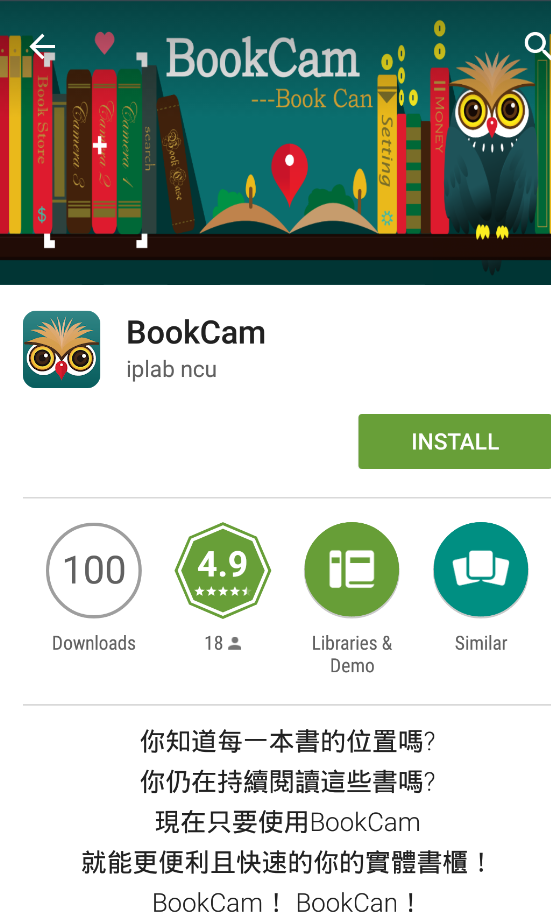 BookCam
---Book Can
Book Store
$
Camera 3
Camera 2
Camera 1
search
Book Case
Setting
MONEY
BookCam
iplab ncu
INSTALL
100
4.9
Downloads
18
Libraries &
Demo
Similar
你知道每一本書的位置嗎?
你仍在持續閱讀這些書嗎?
現在只要使用BookCam
就能更便利且快速的你的實體書櫃！
BookCam！ BookCan！